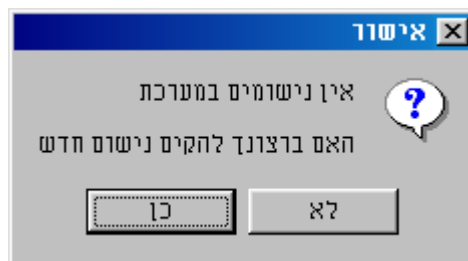 אישור
אין נישומים במערכת
האם ברצונך להקים נישום חדש
לא
כן